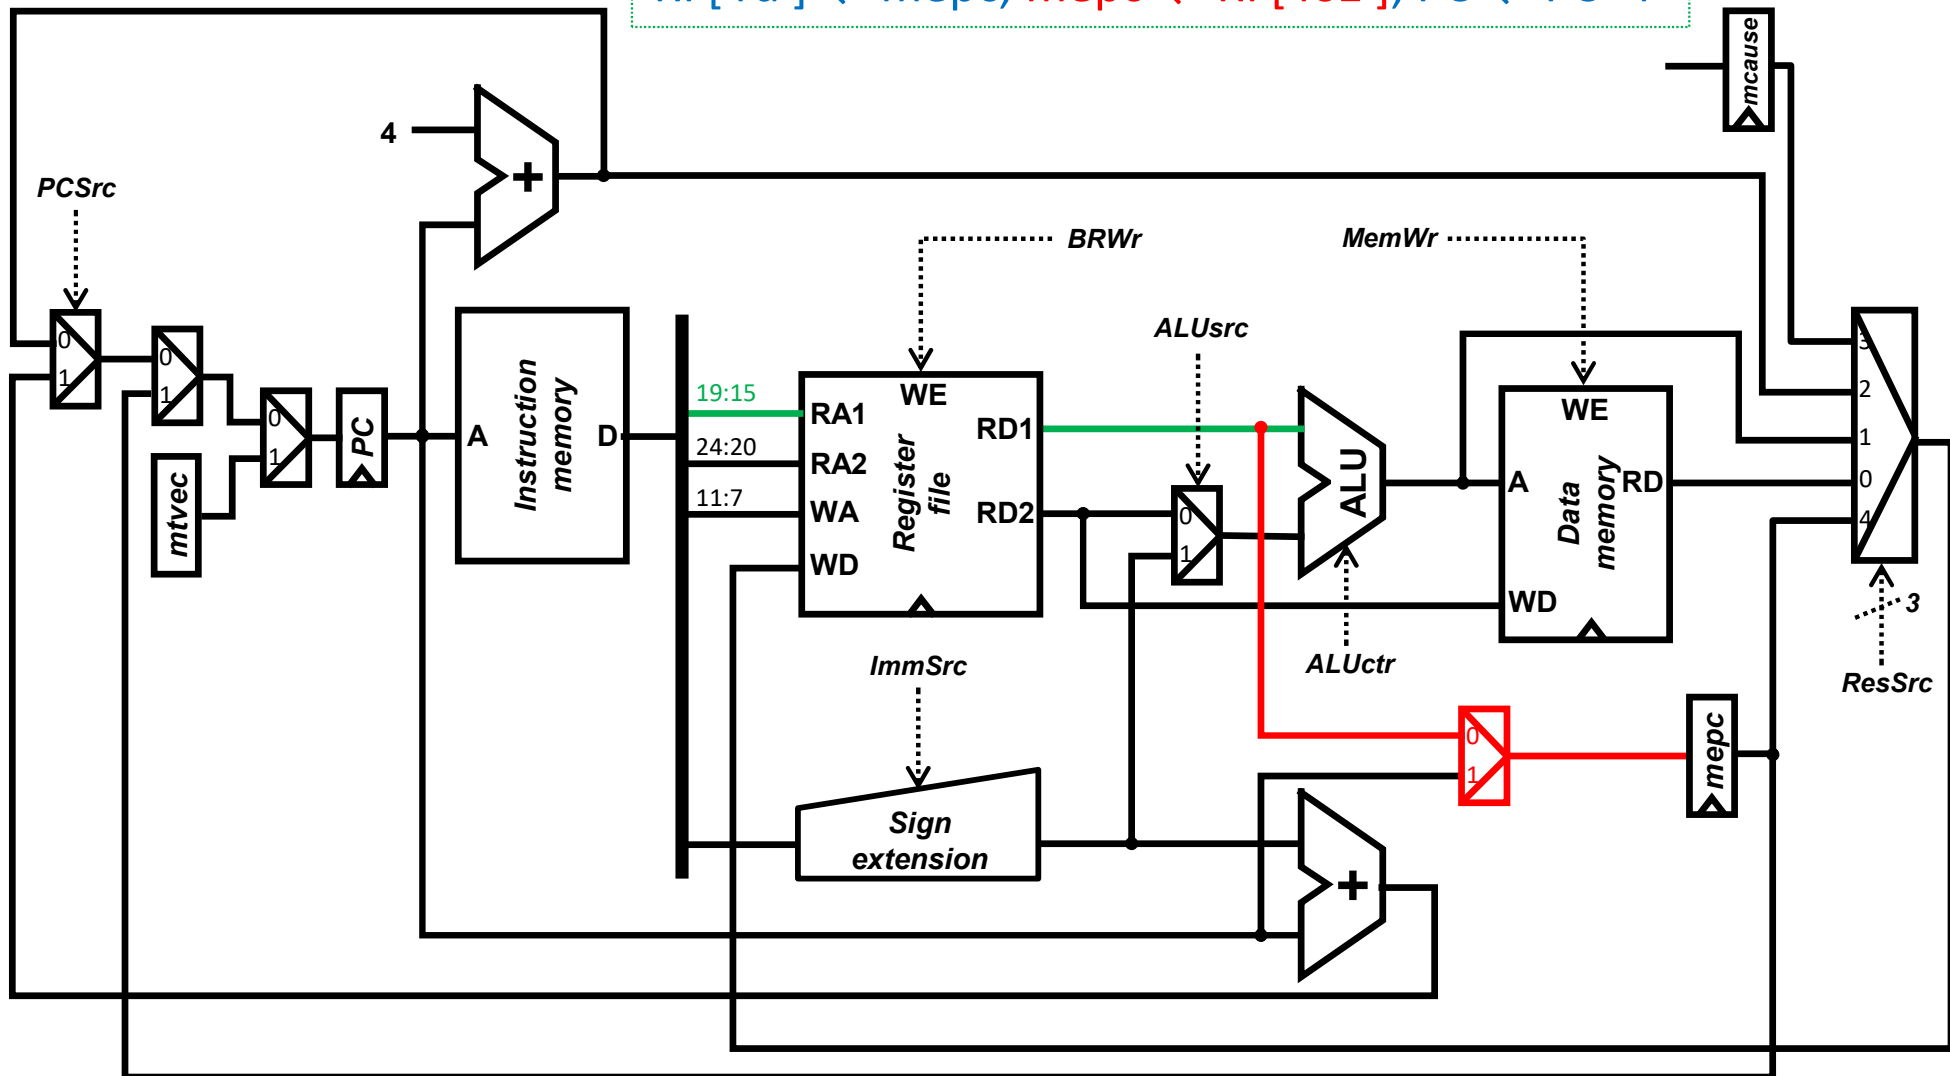 mcause
4
+
PCSrc
BRWr
MemWr
ALUsrc
0
1
0
1
0
1
PC
mtvec
A
Instruction
memory
D
19:15
24:20
11:7
RA1
RA2
WA
WD
WE
Register
file
RD1
RD2
0
1
ALU
ALUctr
A
WE
Data
memory
RD
WD
3
2
1
0
4
3
ResSrc
ImmSrc
Sign
extension
+
0
1
mepc